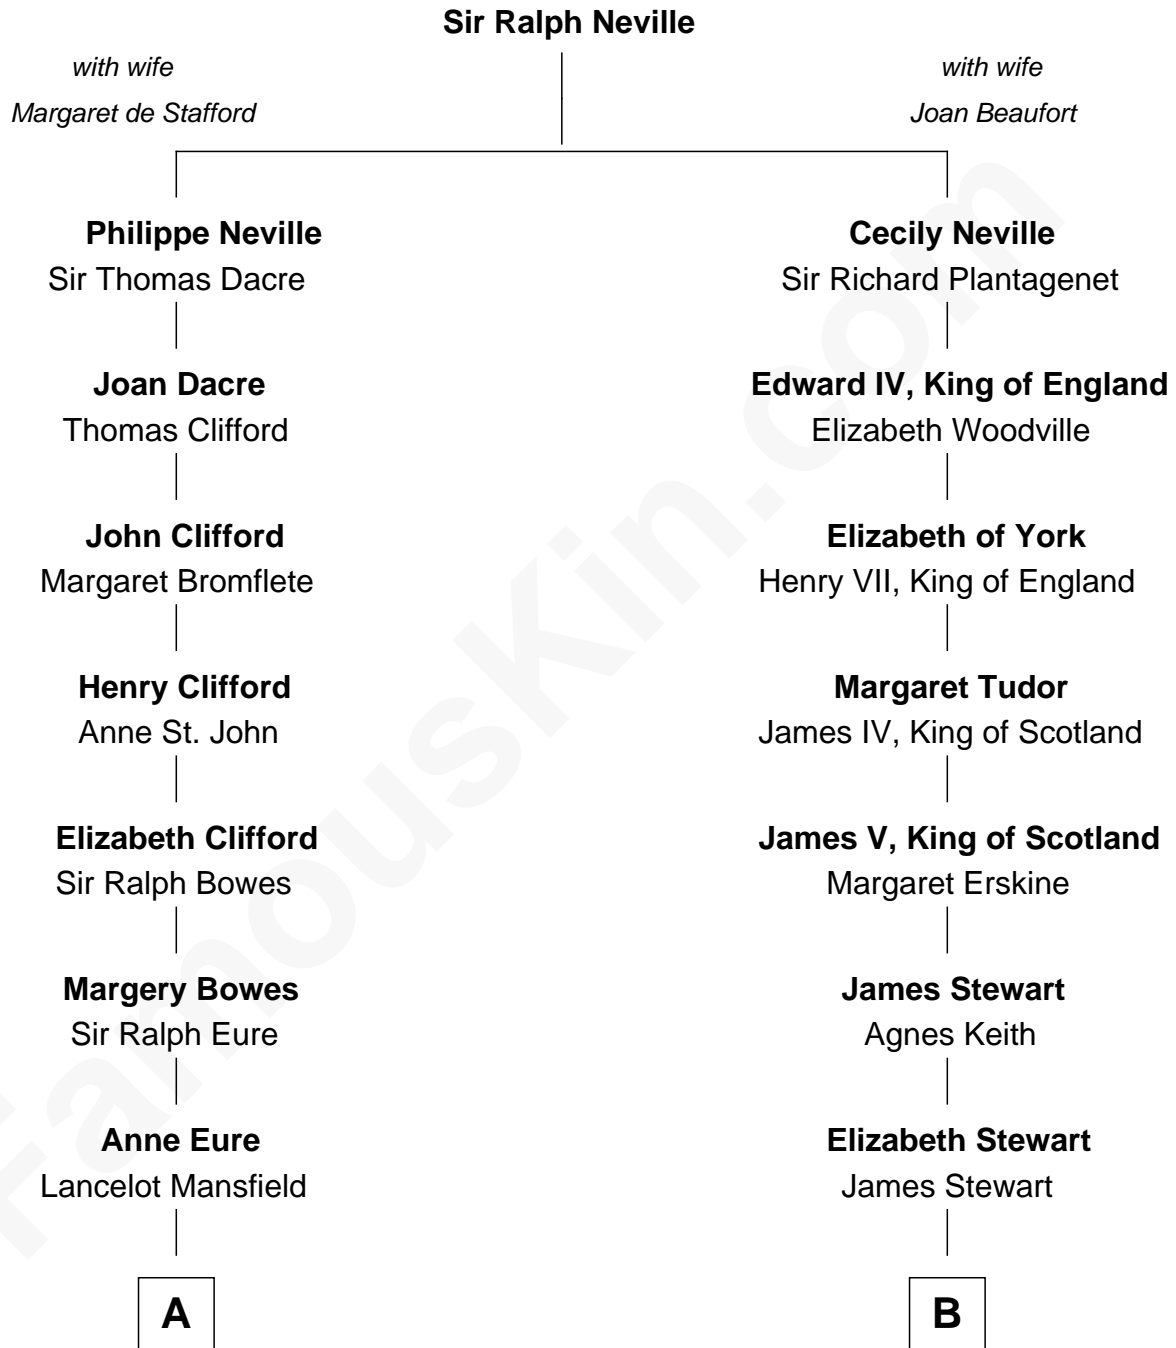 Sir Ralph Neville
with wife
Margaret de Stafford
with wife
Joan Beaufort
Philippe Neville
Sir Thomas Dacre
Cecily Neville
Sir Richard Plantagenet
Joan Dacre
Thomas Clifford
Edward IV, King of England
Elizabeth Woodville
John Clifford
Margaret Bromflete
Elizabeth of York
Henry VII, King of England
Henry Clifford
Anne St. John
Margaret Tudor
James IV, King of Scotland
Elizabeth Clifford
Sir Ralph Bowes
James V, King of Scotland
Margaret Erskine
Margery Bowes
Sir Ralph Eure
James Stewart
Agnes Keith
Anne Eure
Lancelot Mansfield
Elizabeth Stewart
James Stewart
A
B
FamousKin.com